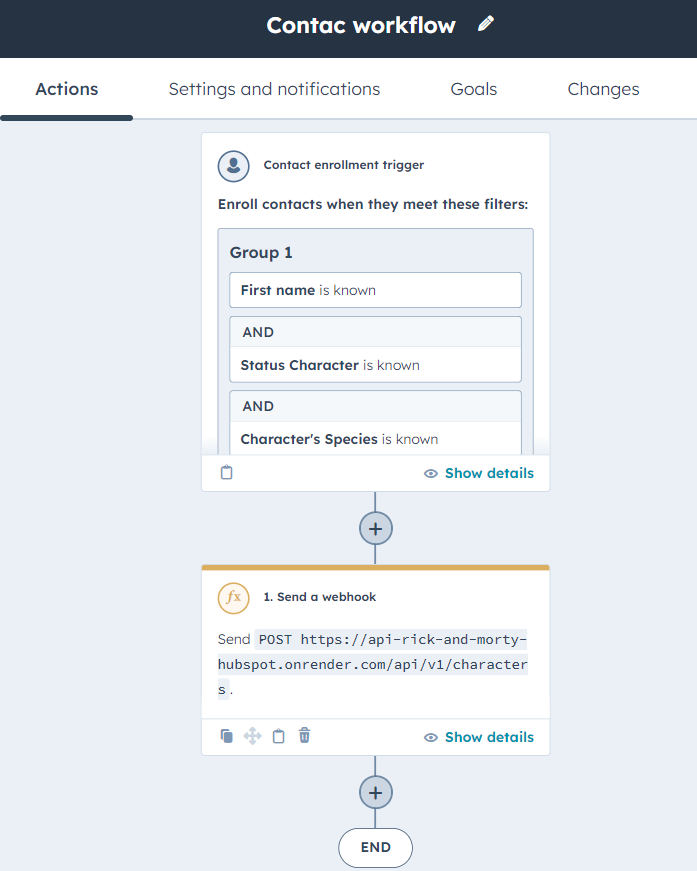 Contac workflow
Actions
Settings and notifications
Goals
Changes
Contact enrollment trigger
Enroll contacts when they meet these filters:
Group 1
First name is known
AND
Status Character is known
AND
Character's Species is known
Show details
+
fx
1. Send a webhook
Send POST https://api-rick-and-morty-
hubspot.onrender.com/api/v1/character
s.
Show details
+
END